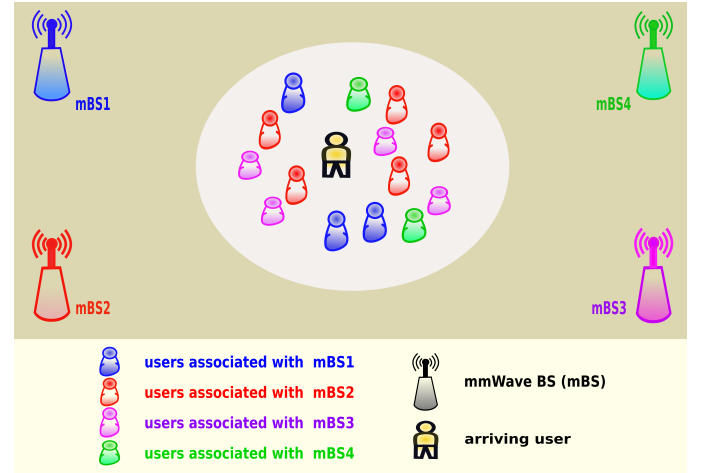 mBS1
mBS4
mBS2
mBS3
users associated with mBS1
users associated with mBS2
users associated with mBS3
users associated with mBS4
mmWave BS (mBS)
arriving user